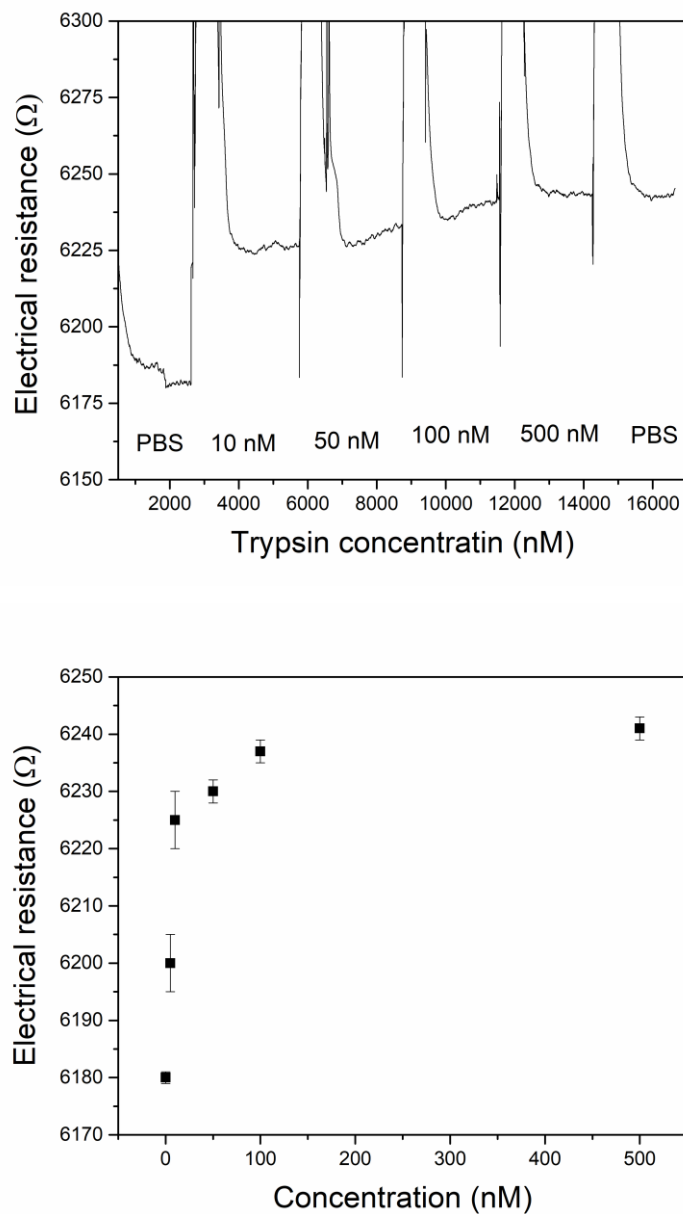 6300
6275
6250
6225
6200
6175
6150
Electrical resistance (Ω)
PBS 10 nM 50 nM 100 nM 500 nM PBS
2000 4000 6000 8000 10000 12000 14000 16000
Trypsin concentratin (nM)
6250
6240
6230
6220
6210
6200
6190
6180
6170
Electrical resistance (Ω)
0 100 200 300 400 500
Concentration (nM)